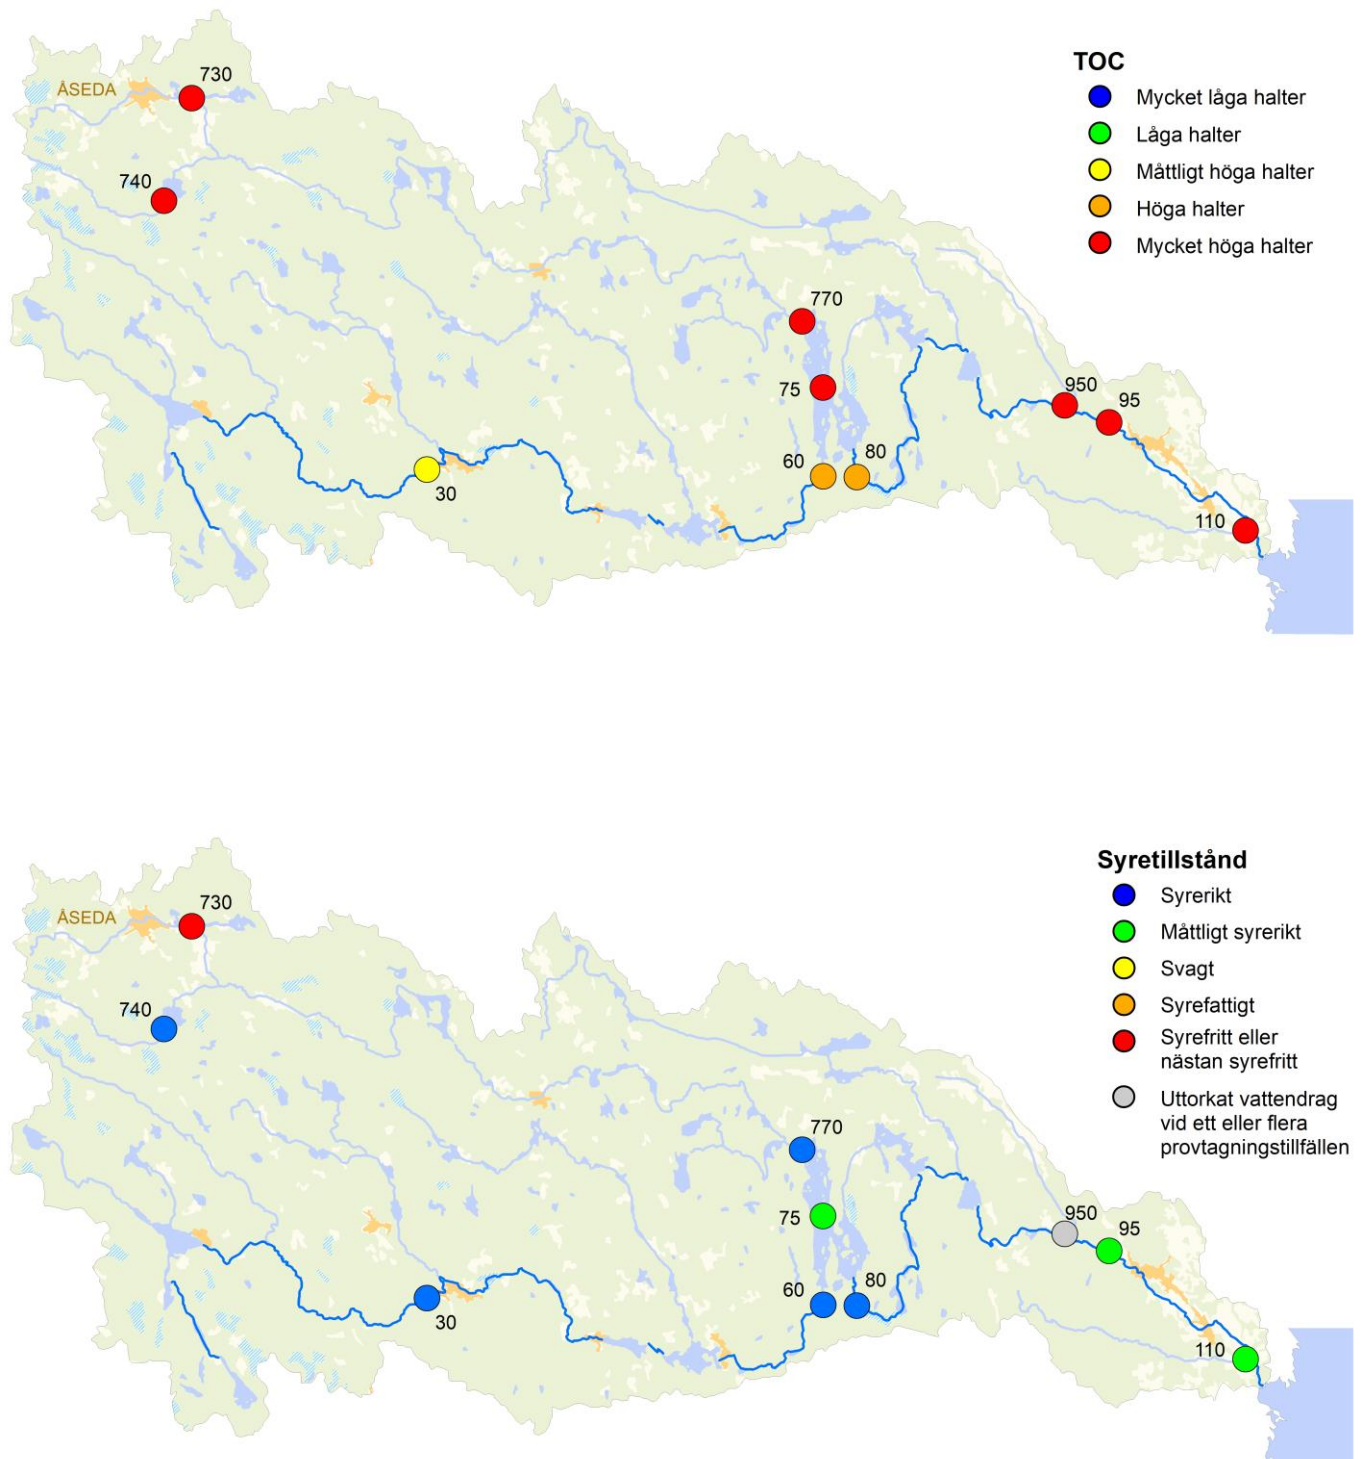 TOC
Mycket låga halter
Låga halter
Måttligt höga halter
Höga halter
Mycket höga halter
ÅSEDA
730
740
770
75
950
95
60
80
30
110
Syretillstånd
Syrerikt
Måttligt syrerikt
Svagt
Syrefattigt
Syrefritt eller
nästan syrefritt
Uttorkat vattendrag
vid ett eller flera
provtagningstillfällen
ÅSEDA
730
740
770
75
950
95
60
80
30
110